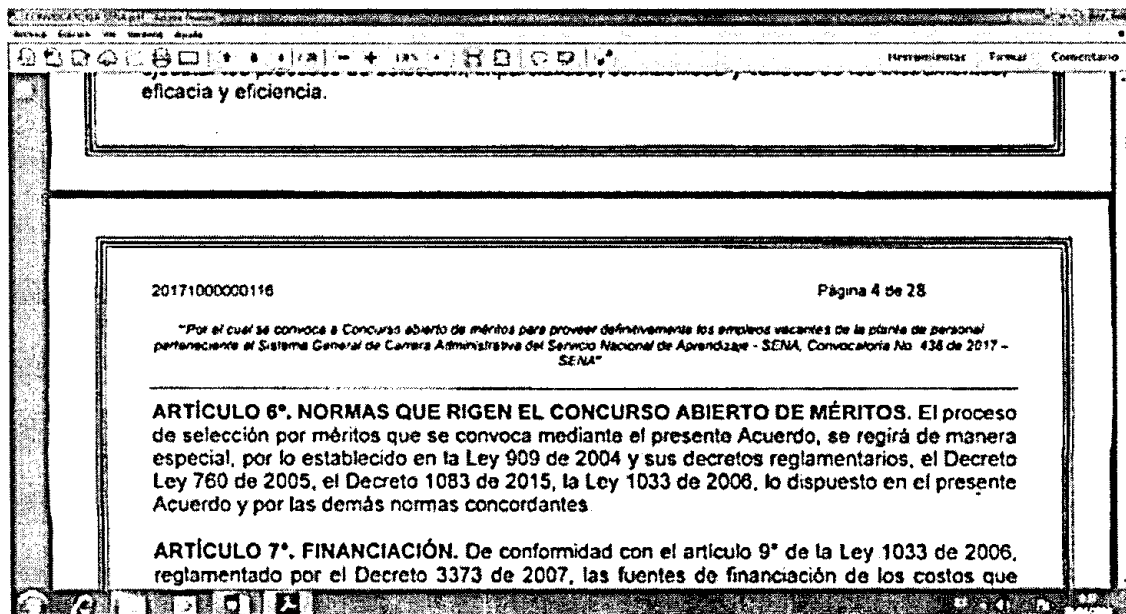 Herramientas Firmar Comentario
eficacia y eficiencia.
20171000000116 Página 4 de 28
"Por el cual se convoca a Concurso abierto de méritos para proveer definitivamente los empleos vacantes de la planta de personal
perteneciente al Sistema General de Carrera Administrativa del Servicio Nacional de Aprendizaje - SENA, Convocatoria No. 436 de 2017 –
SENA"
ARTÍCULO 6°. NORMAS QUE RIGEN EL CONCURSO ABIERTO DE MÉRITOS. El proceso
de selección por méritos que se convoca mediante el presente Acuerdo, se regirá de manera
especial, por lo establecido en la Ley 909 de 2004 y sus decretos reglamentarios, el Decreto
Ley 760 de 2005, el Decreto 1083 de 2015, la Ley 1033 de 2006, lo dispuesto en el presente
Acuerdo y por las demás normas concordantes
ARTÍCULO 7°. FINANCIACIÓN. De conformidad con el artículo 9° de la Ley 1033 de 2006,
reglamentado por el Decreto 3373 de 2007, las fuentes de financiación de los costos que